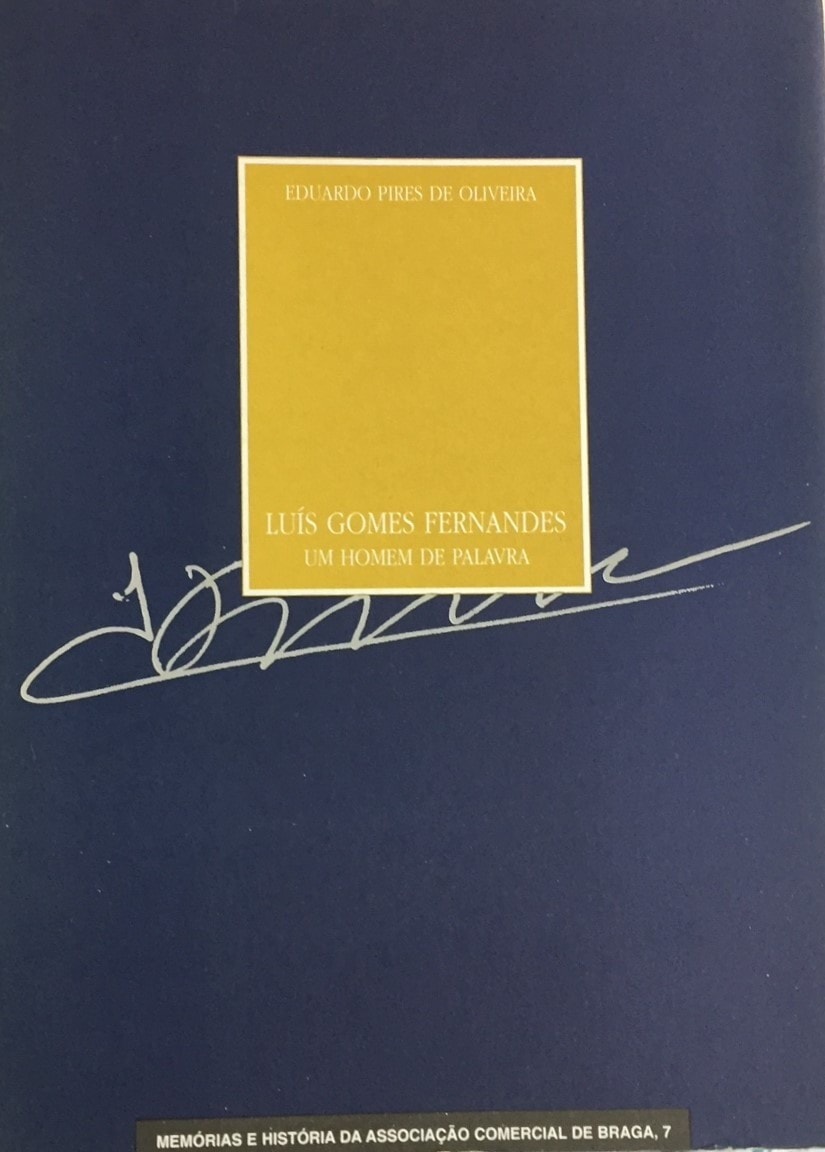 EDUARDO PIRES DE OLIVEIRA
LUÍS GOMES FERNANDES
UM HOMEM DE PALAVRA
MEMÓRIAS E HISTÓRIA DA ASSOCIAÇÃO COMERCIAL DE BRAGA, 7